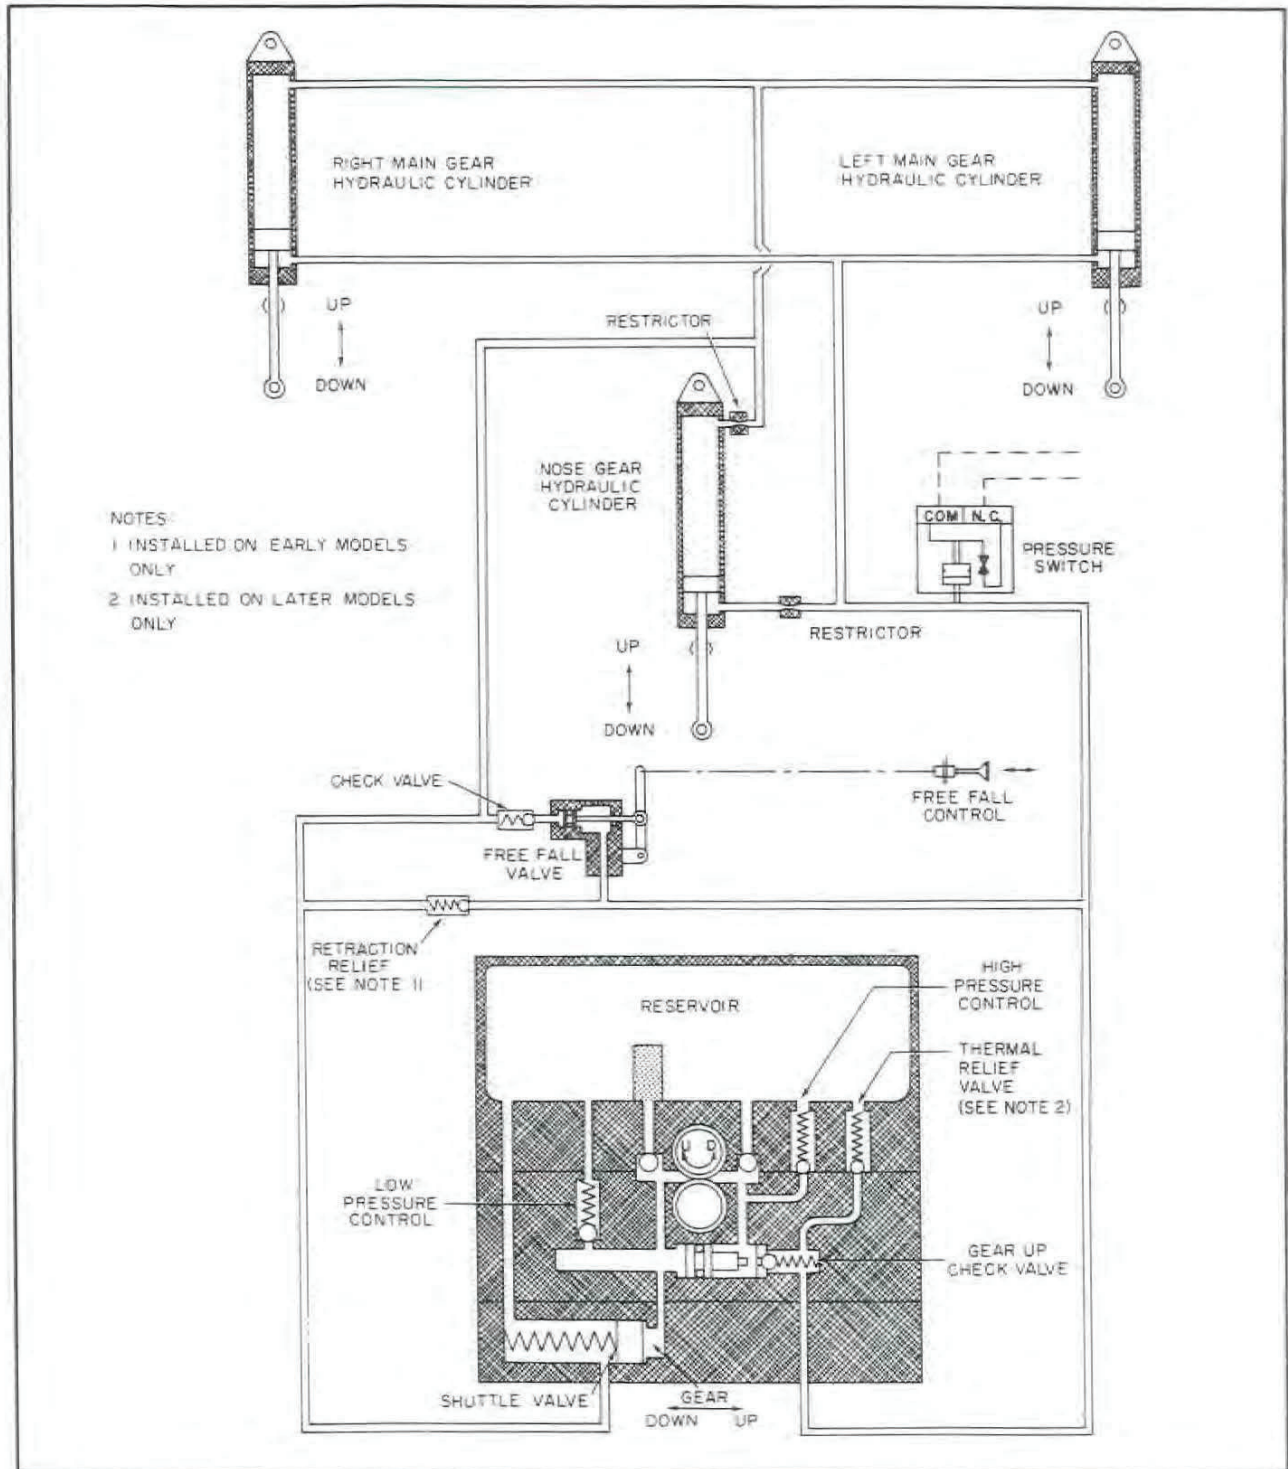 RIGHT MAIN GEAR
HYDRAULIC CYLINDER
LEFT MAIN GEAR
HYDRAULIC CYLINDER
UP
DOWN
UP
DOWN
RESTRICTOR
NOSE GEAR
HYDRAULIC
CYLINDER
COM N.C.
PRESSURE
SWITCH
NOTES
1 INSTALLED ON EARLY MODELS
ONLY
2 INSTALLED ON LATER MODELS
ONLY
RESTRICTOR
UP
DOWN
CHECK VALVE
FREE FALL
CONTROL
FREE FALL
VALVE
RETRACTION
RELIEF
(SEE NOTE 1)
RESERVOIR
HIGH
PRESSURE
CONTROL
THERMAL
RELIEF
VALVE
(SEE NOTE 2)
U D
LOW
PRESSURE
CONTROL
GEAR UP
CHECK VALVE
SHUTTLE VALVE
GEAR
DOWN UP